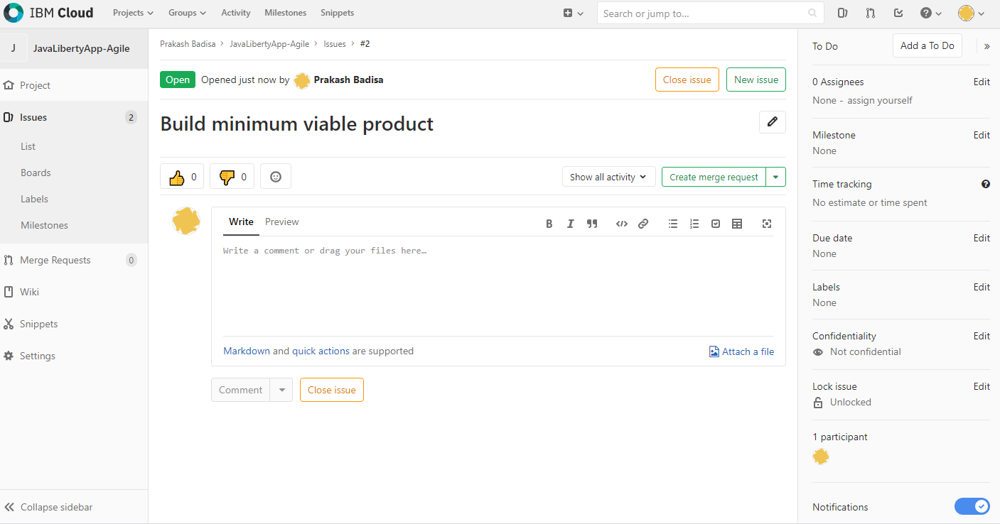 IBM Cloud Projects Groups Activity Milestones Snippets Search or jump to...
J JavaLibertyApp-Agile
Project
Issues 2
List
Boards
Labels
Milestones
Merge Requests 0
Wiki
Snippets
Settings
Collapse sidebar
Prakash Badisa > JavaLibertyApp-Agile > Issues > #2
Open Opened just now by Prakash Badisa Close issue New issue
Build minimum viable product
0 0 Show all activity Create merge request
Write Preview
Write a comment or drag your files here…
Markdown and quick actions are supported Attach a file
Comment Close issue
To Do Add a To Do
0 Assignees Edit
None - assign yourself
Milestone Edit
None
Time tracking
No estimate or time spent
Due date Edit
None
Labels Edit
None
Confidentiality Edit
Not confidential
Lock issue Edit
Unlocked
1 participant
Notifications